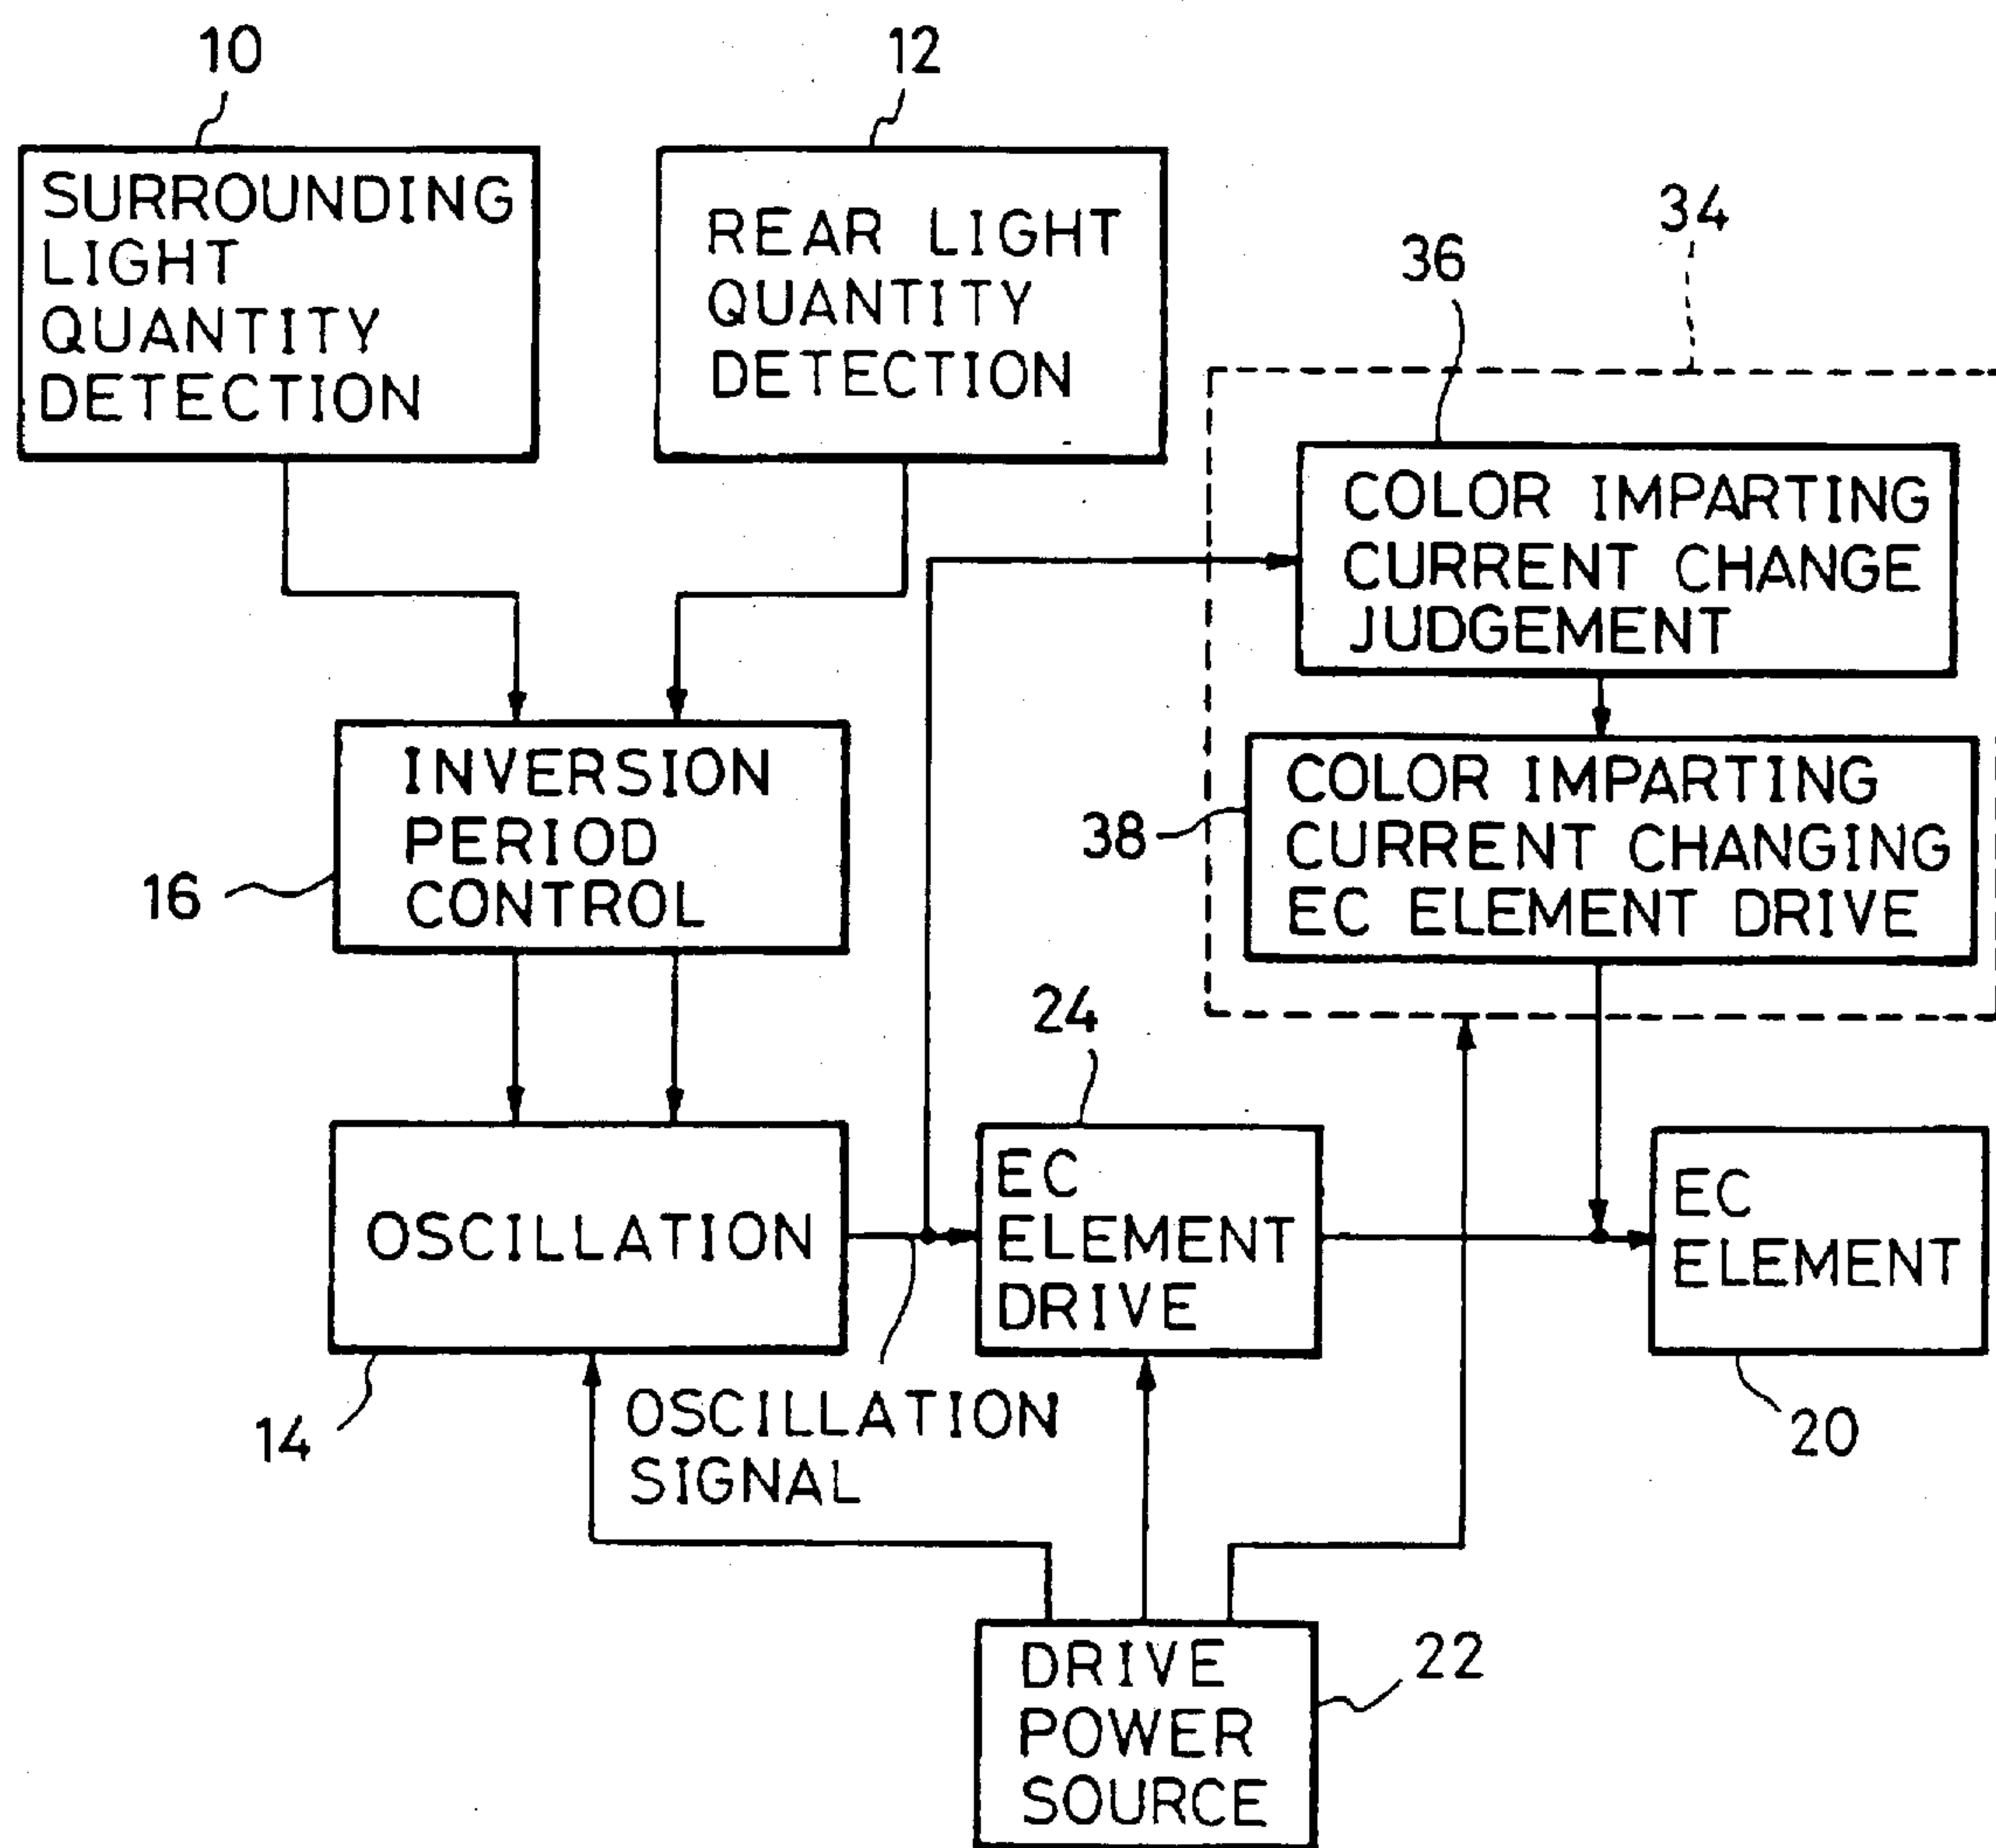 10
12
SURROUNDING
LIGHT
QUANTITY
DETECTION
REAR LIGHT
QUANTITY
DETECTION
34
36
COLOR IMPARTING
CURRENT CHANGE
JUDGEMENT
INVERSION
PERIOD
CONTROL
16
38
COLOR IMPARTING
CURRENT CHANGING
EC ELEMENT DRIVE
24
OSCILLATION
EC
ELEMENT
DRIVE
EC
ELEMENT
14
OSCILLATION
SIGNAL
20
DRIVE
POWER
SOURCE
22